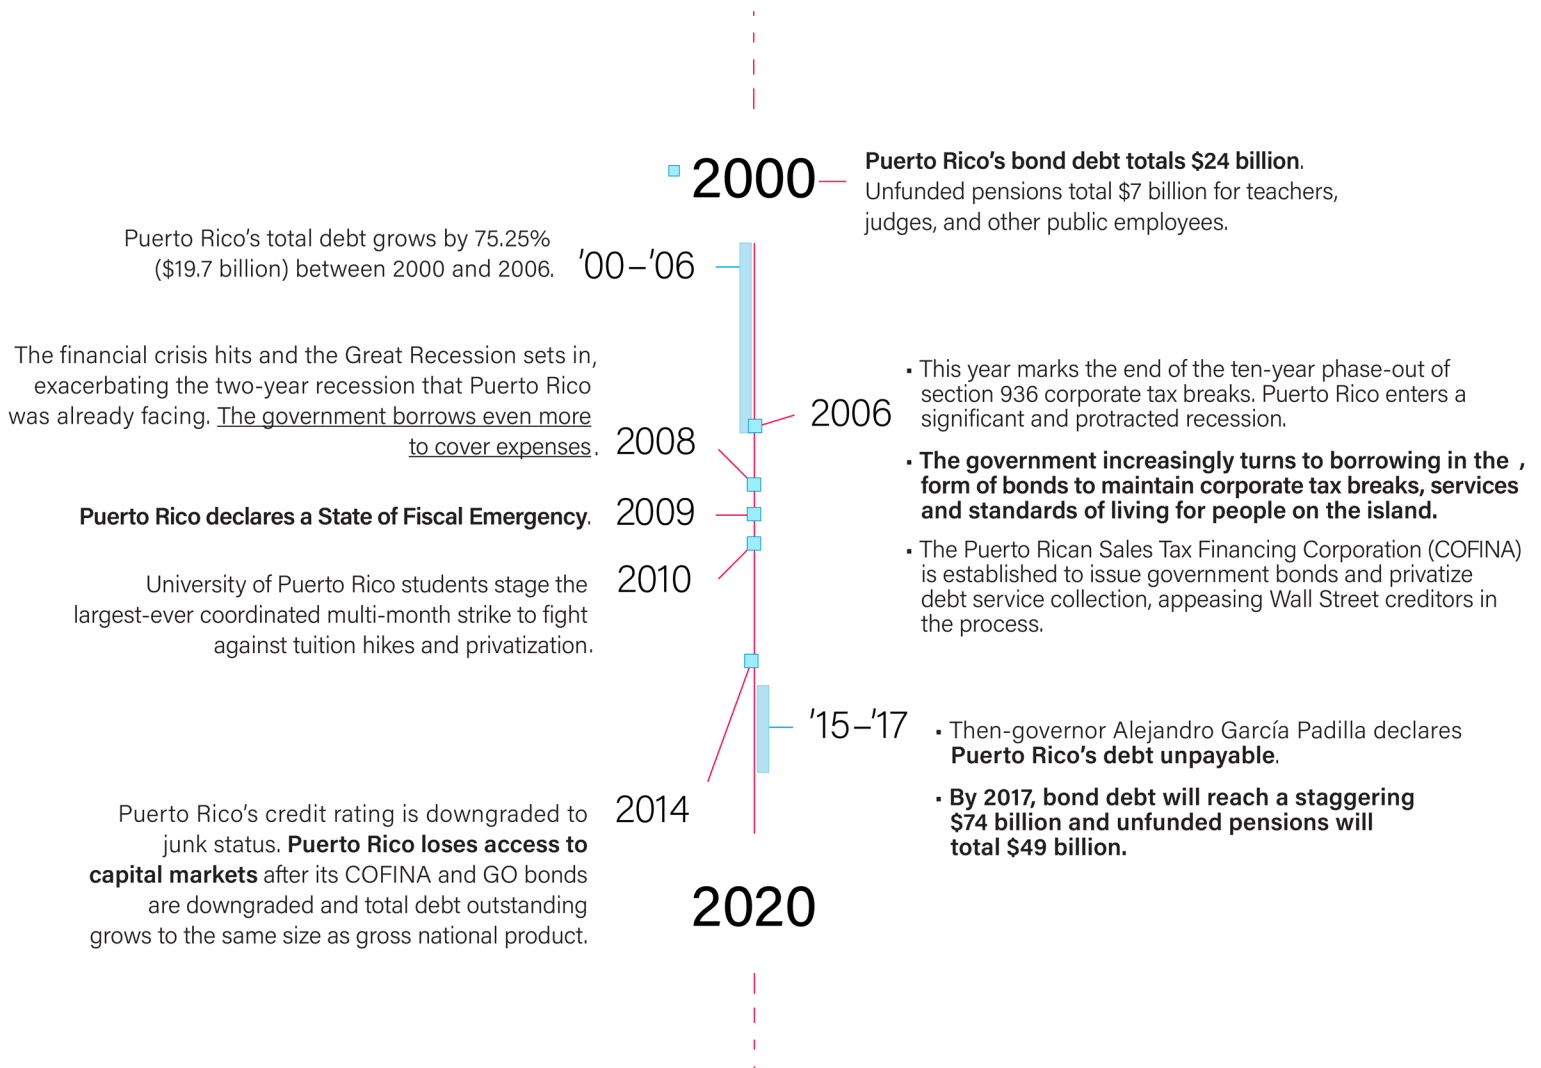 2000
Puerto Rico's bond debt totals $24 billion.
Unfunded pensions total $7 billion for teachers,
judges, and other public employees.
Puerto Rico's total debt grows by 75.25%
($19.7 billion) between 2000 and 2006.
'00–'06
2006
▪ This year marks the end of the ten-year phase-out of
section 936 corporate tax breaks. Puerto Rico enters a
significant and protracted recession.
▪ The government increasingly turns to borrowing in the ,
form of bonds to maintain corporate tax breaks, services
and standards of living for people on the island.
▪ The Puerto Rican Sales Tax Financing Corporation (COFINA)
is established to issue government bonds and privatize
debt service collection, appeasing Wall Street creditors in
the process.
The financial crisis hits and the Great Recession sets in,
exacerbating the two-year recession that Puerto Rico
was already facing. The government borrows even more
to cover expenses.
2008
Puerto Rico declares a State of Fiscal Emergency.
2009
University of Puerto Rico students stage the
largest-ever coordinated multi-month strike to fight
against tuition hikes and privatization.
2010
Puerto Rico's credit rating is downgraded to
junk status. Puerto Rico loses access to
capital markets after its COFINA and GO bonds
are downgraded and total debt outstanding
grows to the same size as gross national product.
2014
'15–'17
▪ Then-governor Alejandro García Padilla declares
Puerto Rico's debt unpayable.
▪ By 2017, bond debt will reach a staggering
$74 billion and unfunded pensions will
total $49 billion.
2020